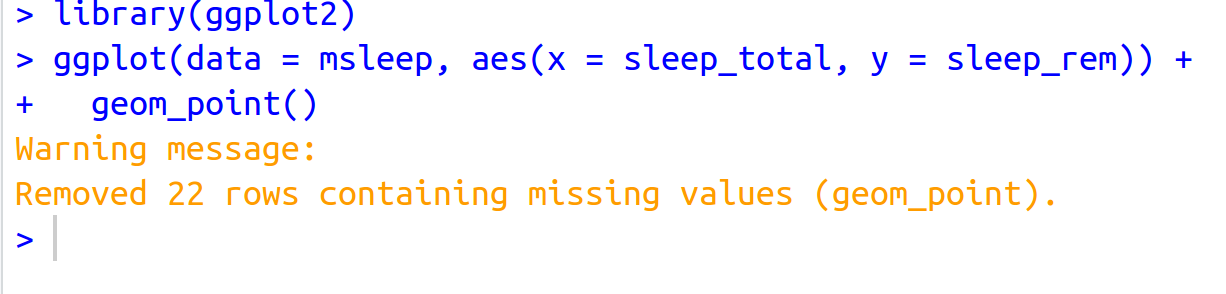 > library(ggplot2)
> ggplot(data = msleep, aes(x = sleep_total, y = sleep_rem)) +
+   geom_point()
Warning message:
Removed 22 rows containing missing values (geom_point).
>